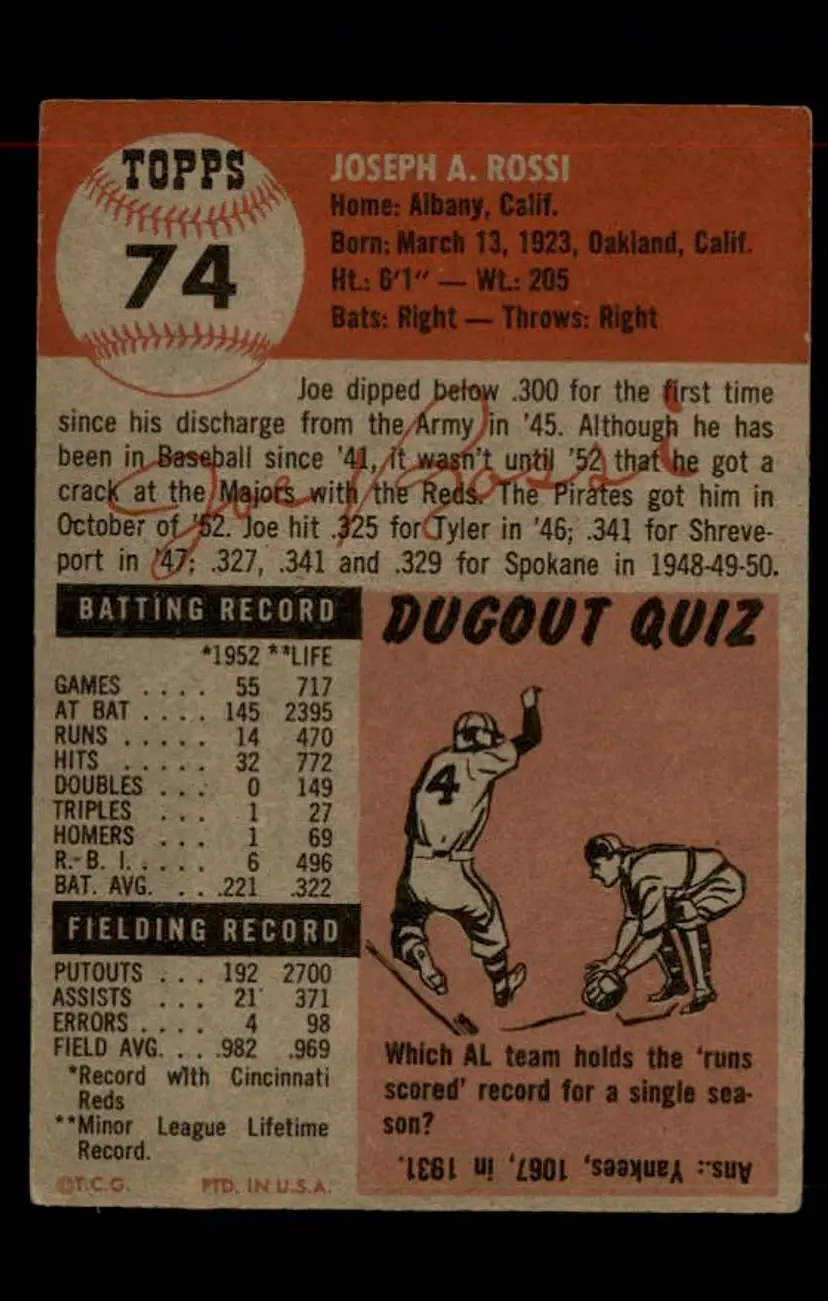 TOPPS
74
JOSEPH A. ROSSI
Home: Albany, Calif.
Born: March 13, 1923, Oakland, Calif.
Ht.: 6'1" — Wt.: 205
Bats: Right — Throws: Right
Joe dipped below .300 for the first time
since his discharge from the Army in '45. Although he has
been in Baseball since '41, it wasn't until '52 that he got a
crack at the Majors with the Reds. The Pirates got him in
October of '52. Joe hit .325 for Tyler in '46; .341 for Shreve-
port in '47; .327, .341 and .329 for Spokane in 1948-49-50.
Joe Rossi
BATTING RECORD
*1952 **LIFE
GAMES . . . . 55 717
AT BAT . . . . 145 2395
RUNS . . . . . 14 470
HITS . . . . . 32 772
DOUBLES . . . 0 149
TRIPLES . . . 1 27
HOMERS . . . 1 69
R.-B. I. . . . . 6 496
BAT. AVG. . . .221 .322
FIELDING RECORD
PUTOUTS . . . 192 2700
ASSISTS . . . 21 371
ERRORS . . . . 4 98
FIELD AVG. . . .982 .969
*Record with Cincinnati
Reds
**Minor League Lifetime
Record.
©T.C.G. PTD. IN U.S.A.
DUGOUT QUIZ
4
Which AL team holds the 'runs
scored' record for a single sea-
son?
Ans.: Yankees, 1067, in 1931.